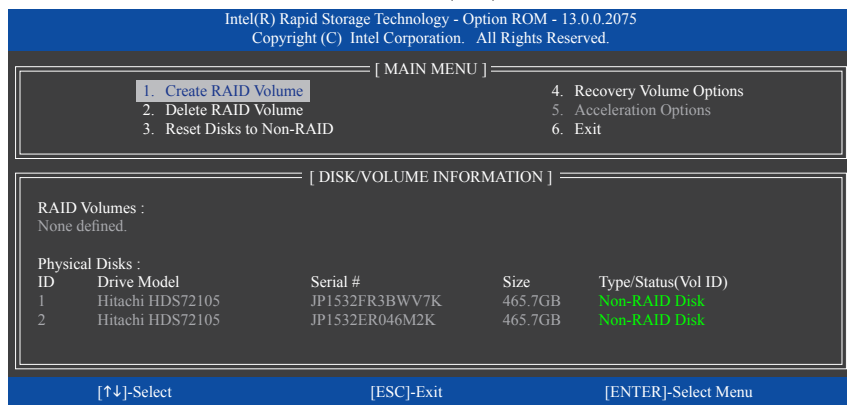 Intel(R) Rapid Storage Technology - Option ROM - 13.0.0.2075
Copyright (C) Intel Corporation. All Rights Reserved.
[ MAIN MENU ]
1. Create RAID Volume
2. Delete RAID Volume
3. Reset Disks to Non-RAID
4. Recovery Volume Options
5. Acceleration Options
6. Exit
[ DISK/VOLUME INFORMATION ]
RAID Volumes :
None defined.
Physical Disks :
ID Drive Model Serial # Size Type/Status(Vol ID)
1 Hitachi HDS72105 JP1532FR3BWV7K 465.7GB Non-RAID Disk
2 Hitachi HDS72105 JP1532ER046M2K 465.7GB Non-RAID Disk
[↑↓]-Select [ESC]-Exit [ENTER]-Select Menu